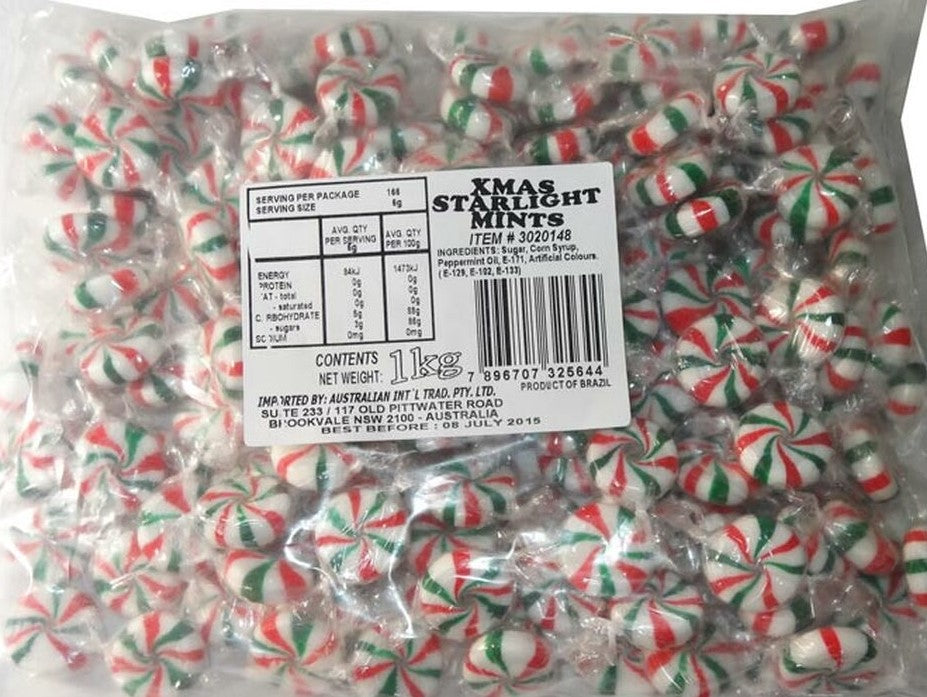 SERVING PER PACKAGE 166
SERVING SIZE 6g
AVG. QTY PER SERVING 6g
AVG. QTY PER 100g
ENERGY 84kJ 1473kJ
PROTEIN 0g 0g
FAT - total 0g 0g
- saturated 0g 0g
CARBOHYDRATE 5g 88g
- sugars 3g 66g
SODIUM 0mg 0mg
XMAS
STARLIGHT
MINTS
ITEM # 3020148
INGREDIENTS: Sugar, Corn Syrup,
Peppermint Oil, E-171, Artificial Colours.
( E-129, E-102, E-133)
CONTENTS
NET WEIGHT: 1kg
7 896707 325644
PRODUCT OF BRAZIL
IMPORTED BY: AUSTRALIAN INT`L TRAD. PTY. LTD.
SUITE 233 / 117 OLD PITTWATER ROAD
BROOKVALE NSW 2100 - AUSTRALIA
BEST BEFORE : 08 JULY 2015